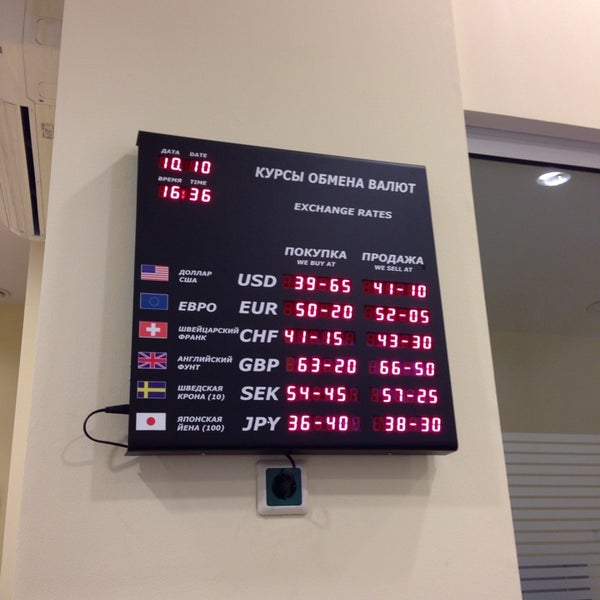 ДАТА DATE
10.10
ВРЕМЯ TIME
16:36
КУРСЫ ОБМЕНА ВАЛЮТ
EXCHANGE RATES
ПОКУПКА ПРОДАЖА
WE BUY AT WE SELL AT
ДОЛЛАР
США USD 39-65 41-10
ЕВРО EUR 50-20 52-05
ШВЕЙЦАРСКИЙ
ФРАНК CHF 41-15 43-30
АНГЛИЙСКИЙ
ФУНТ GBP 63-20 66-50
ШВЕДСКАЯ
КРОНА (10) SEK 54-45 57-25
ЯПОНСКАЯ
ЙЕНА (100) JPY 36-40 38-30